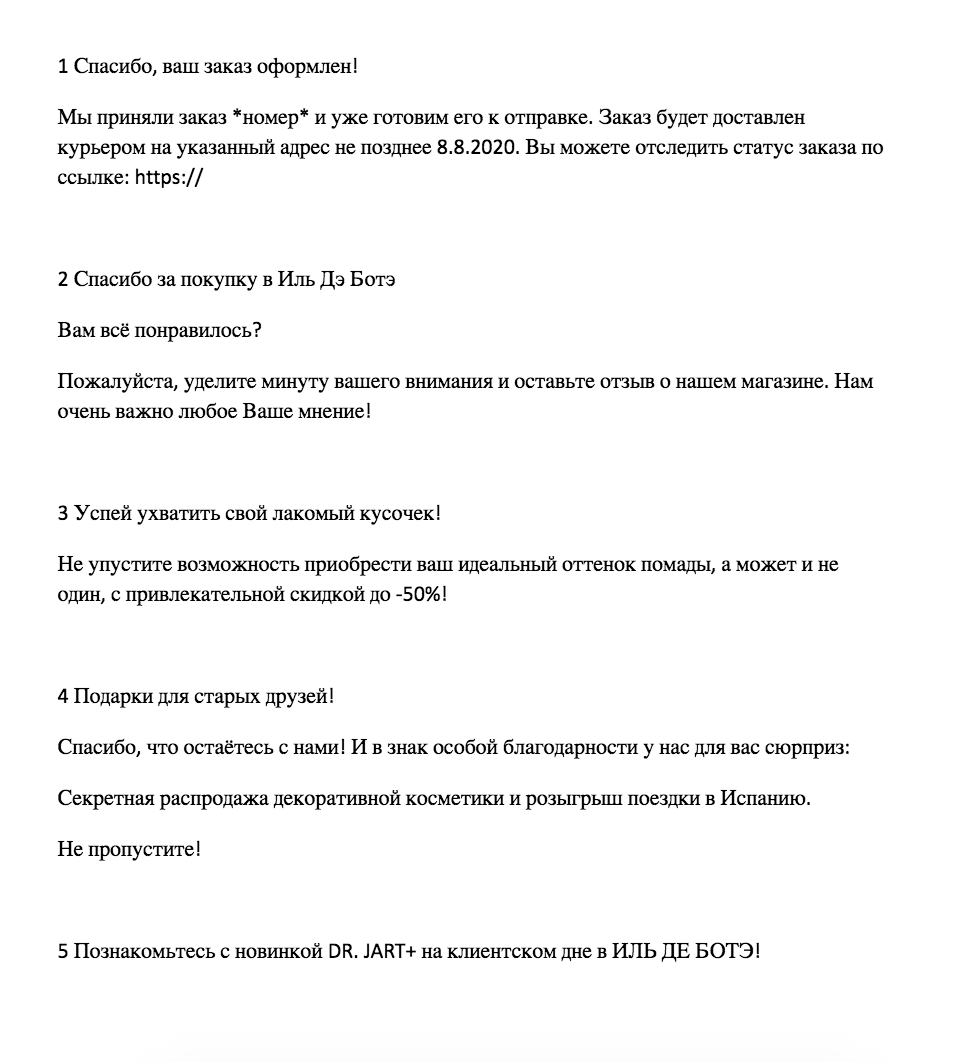 1 Спасибо, ваш заказ оформлен!
Мы приняли заказ *номер* и уже готовим его к отправке. Заказ будет доставлен
курьером на указанный адрес не позднее 8.8.2020. Вы можете отследить статус заказа по
ссылке: https://
2 Спасибо за покупку в Иль Дэ Ботэ
Вам всё понравилось?
Пожалуйста, уделите минуту вашего внимания и оставьте отзыв о нашем магазине. Нам
очень важно любое Ваше мнение!
3 Успей ухватить свой лакомый кусочек!
Не упустите возможность приобрести ваш идеальный оттенок помады, а может и не
один, с привлекательной скидкой до -50%!
4 Подарки для старых друзей!
Спасибо, что остаётесь с нами! И в знак особой благодарности у нас для вас сюрприз:
Секретная распродажа декоративной косметики и розыгрыш поездки в Испанию.
Не пропустите!
5 Познакомьтесь с новинкой DR. JART+ на клиентском дне в ИЛЬ ДЕ БОТЭ!